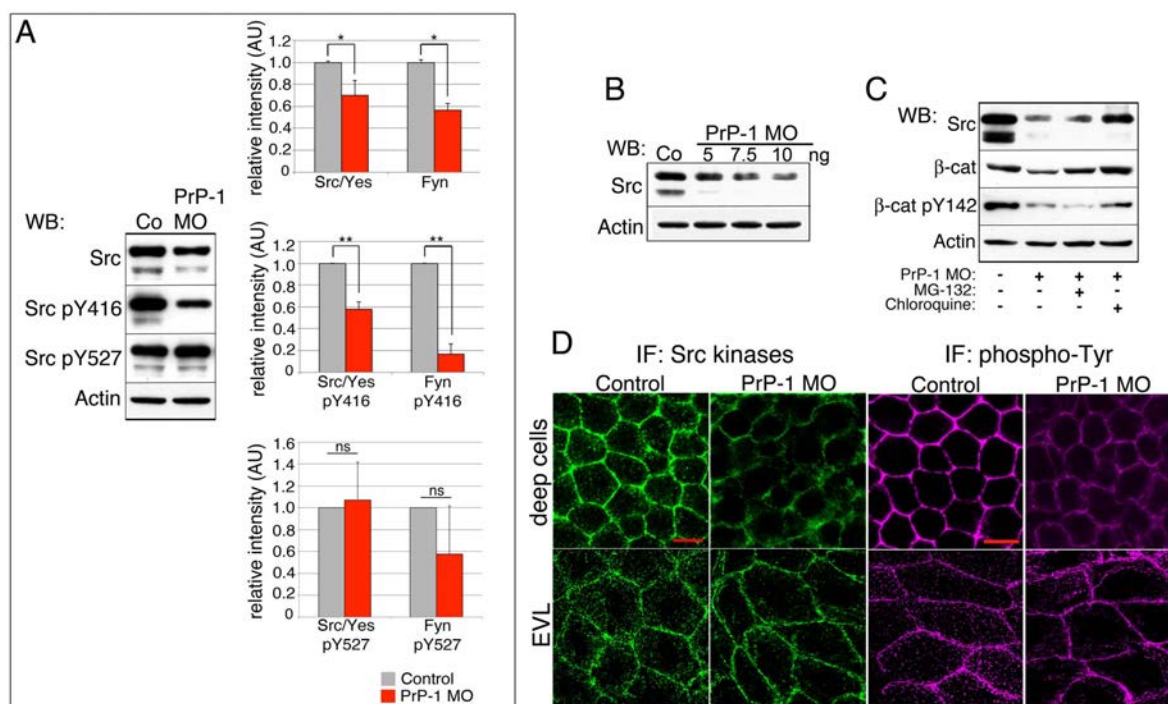 A
relative intensity (AU)
1.2
1.0
0.8
0.6
0.4
0.2
0
*
*
Src/Yes
Fyn
WB:
Co
PrP-1
MO
Src
Src pY416
Src pY527
Actin
relative intensity (AU)
1.2
1.0
0.8
0.6
0.4
0.2
0
**
**
Src/Yes
pY416
Fyn
pY416
relative intensity (AU)
1.6
1.4
1.2
1.0
0.8
0.6
0.4
0.2
0
ns
ns
Src/Yes
pY527
Fyn
pY527
Control
PrP-1 MO
B
PrP-1 MO
WB: Co 5 7.5 10 ng
Src
Actin
C
WB: Src
β-cat
β-cat pY142
Actin
PrP-1 MO: - + + +
MG-132: - - + -
Chloroquine: - - - +
D
IF: Src kinases IF: phospho-Tyr
Control PrP-1 MO Control PrP-1 MO
deep cells
EVL